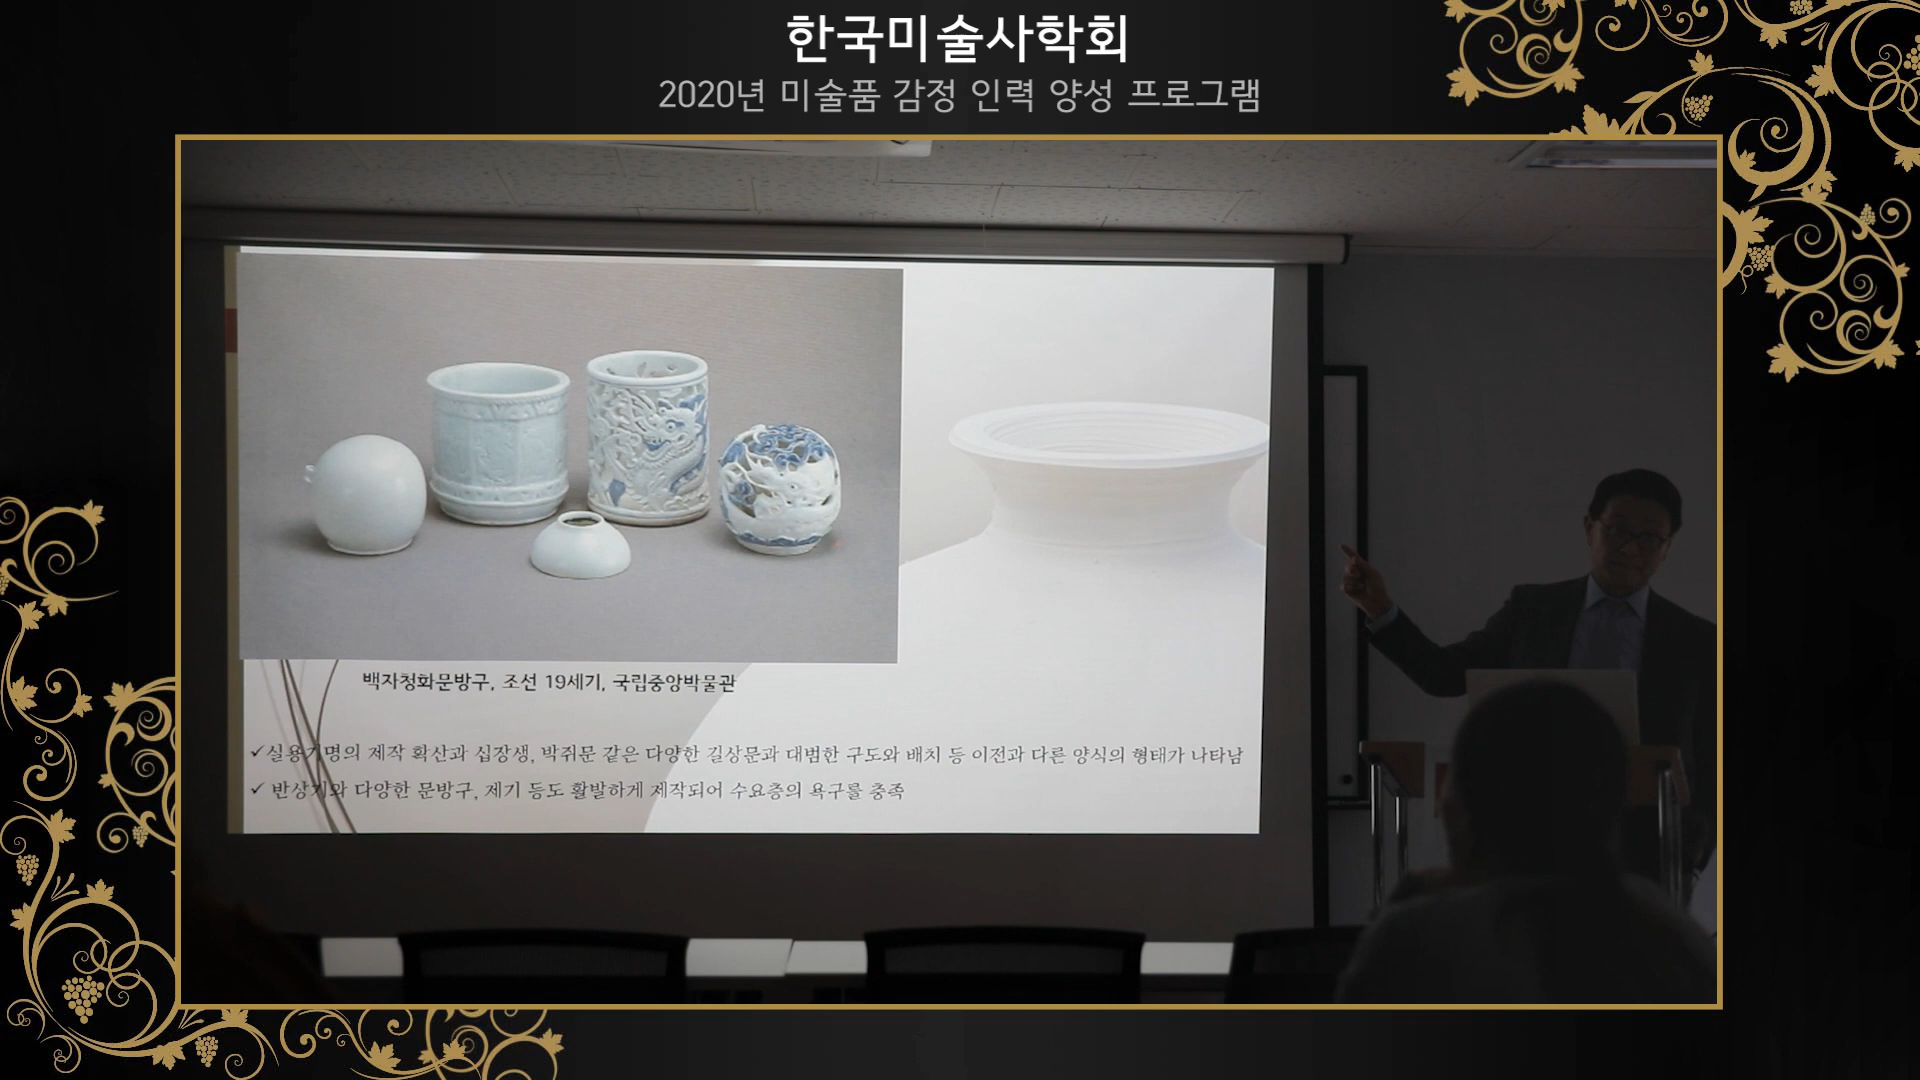 한국미술사학회
2020년 미술품 감정 인력 양성 프로그램
백자청화문방구, 조선 19세기, 국립중앙박물관
✓실용기명의 제작 확산과 십장생, 박쥐문 같은 다양한 길상문과 대범한 구도와 배치 등 이전과 다른 양식의 형태가 나타남
✓ 반상기와 다양한 문방구, 제기 등도 활발하게 제작되어 수요층의 욕구를 충족